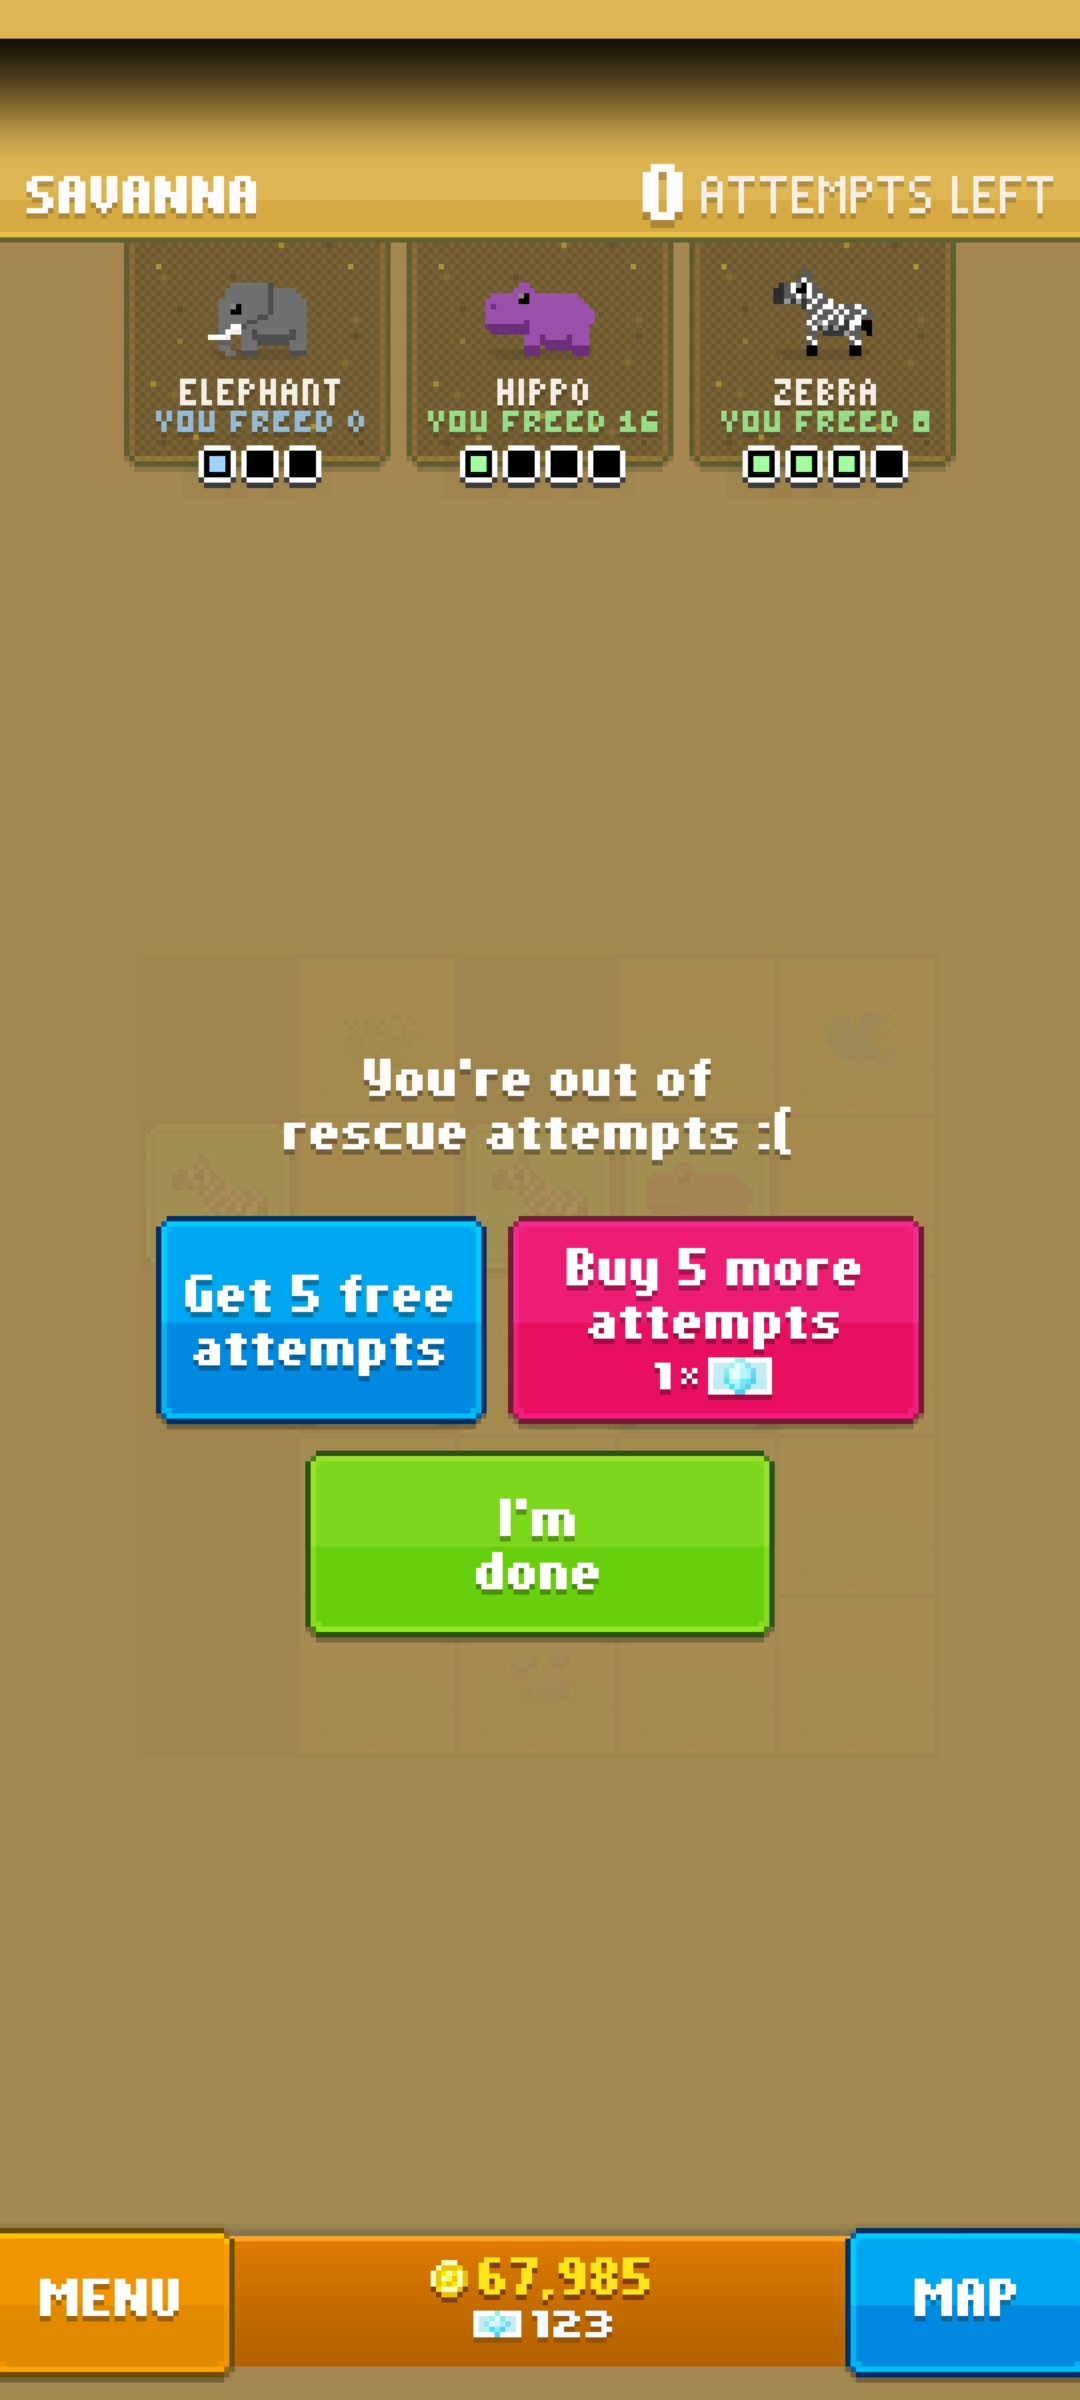 SAVANNA
0 ATTEMPTS LEFT
ELEPHANT
YOU FREED 0
HIPPO
YOU FREED 16
ZEBRA
YOU FREED 8
You're out of
rescue attempts :(
Get 5 free
attempts
Buy 5 more
attempts
1×
I'm
done
MENU
67,985
123
MAP